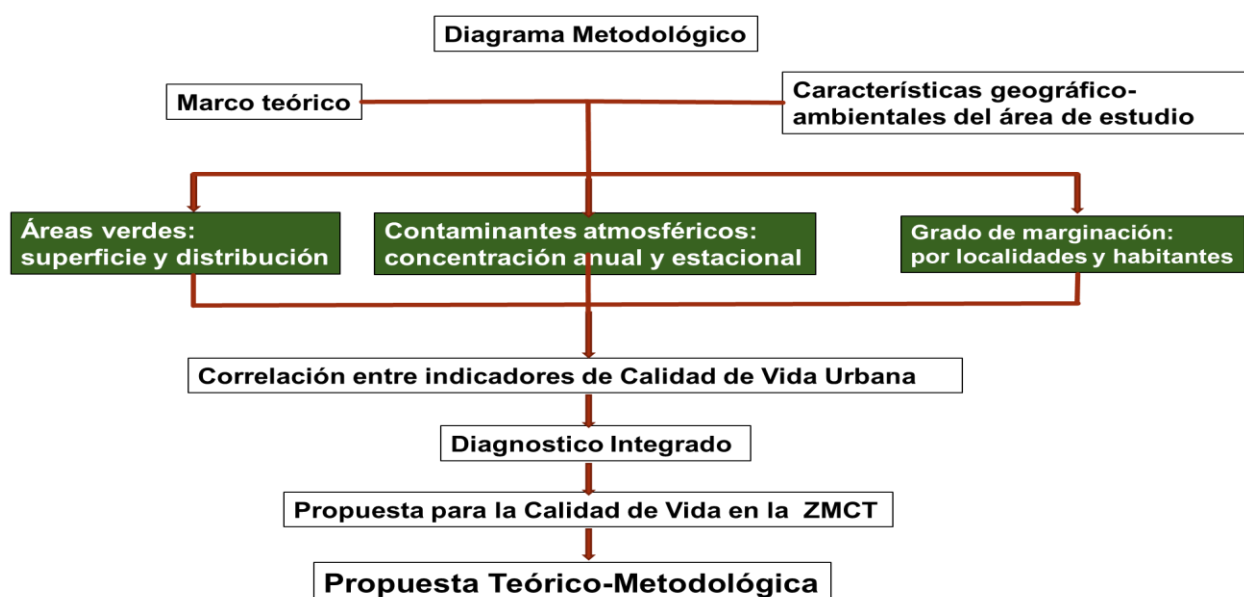 Diagrama Metodológico
Marco teórico
Características geográfico-
ambientales del área de estudio
Áreas verdes:
superficie y distribución
Contaminantes atmosféricos:
concentración anual y estacional
Grado de marginación:
por localidades y habitantes
Correlación entre indicadores de Calidad de Vida Urbana
Diagnostico Integrado
Propuesta para la Calidad de Vida en la ZMCT
Propuesta Teórico-Metodológica